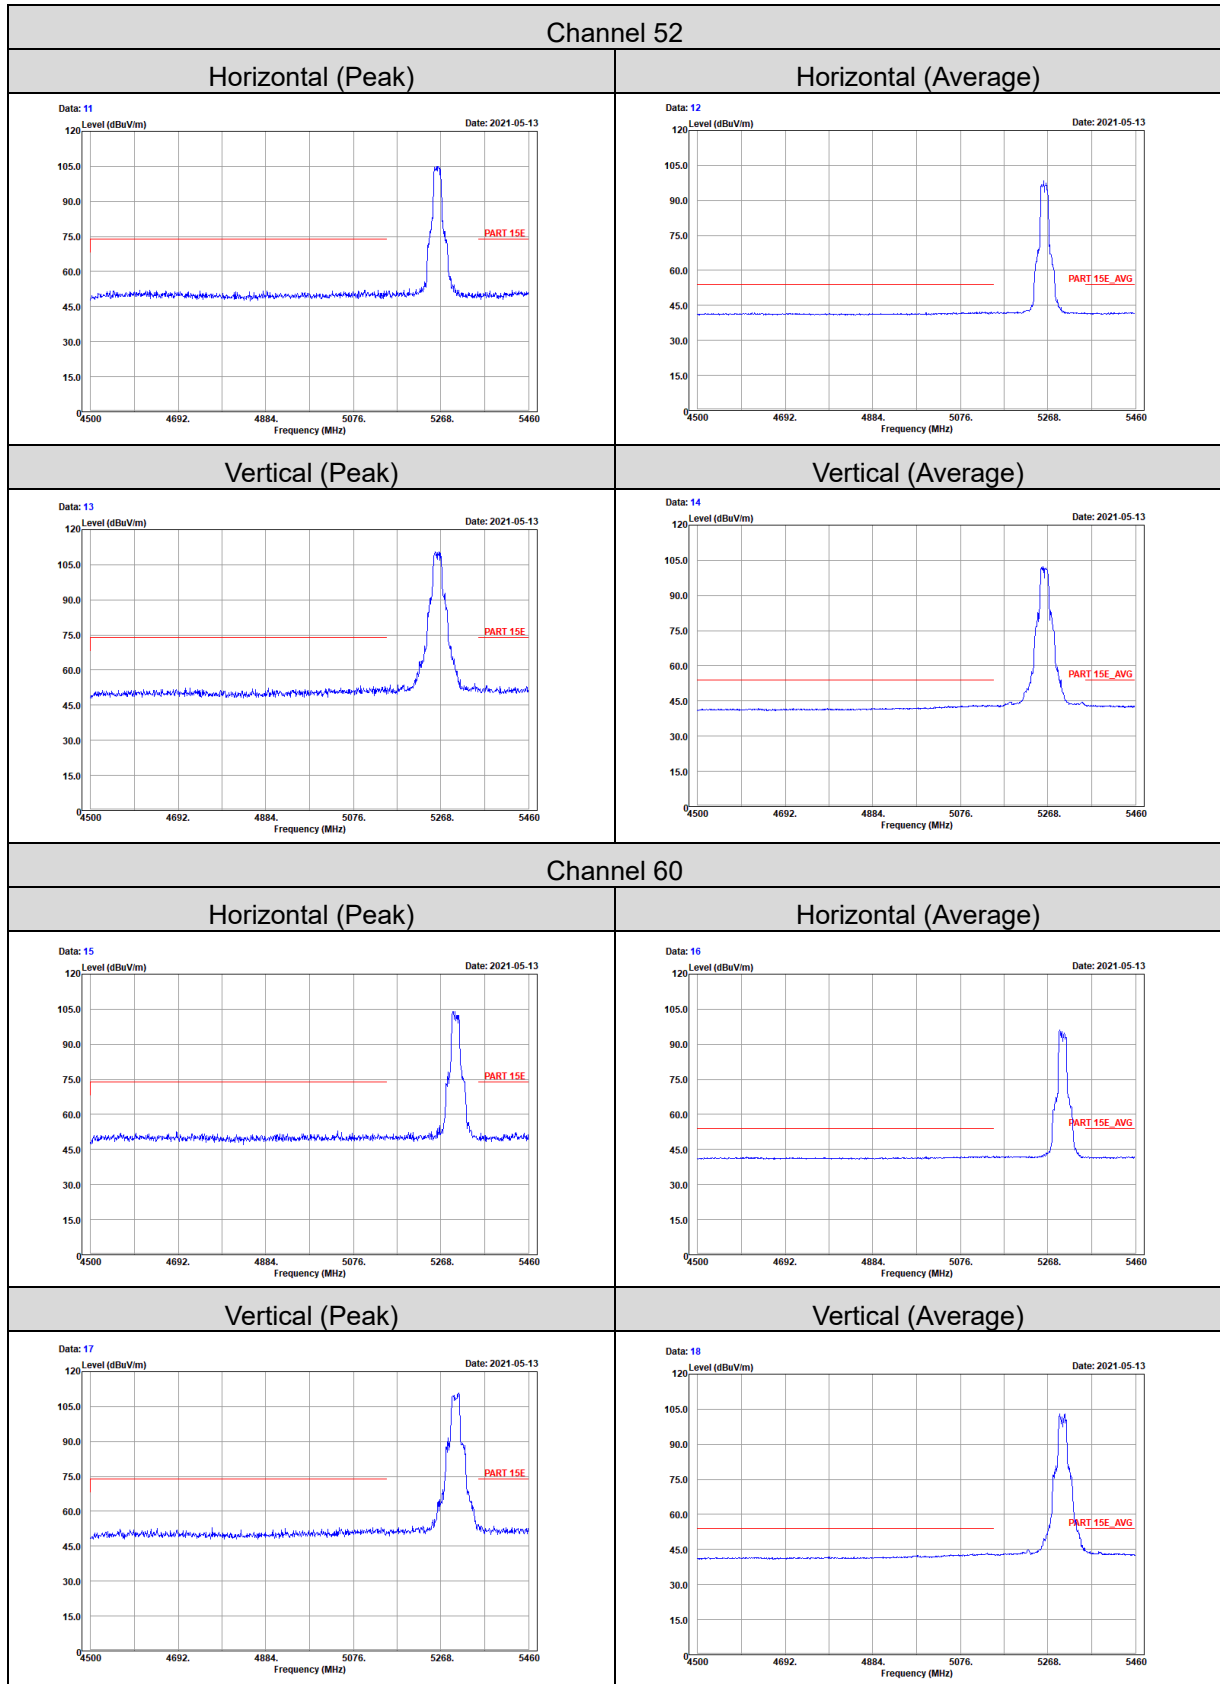 Channel 52
Horizontal (Peak) Horizontal (Average)
Data: 11
Level (dBuV/m) Date: 2021-05-13
120
105.0
90.0
75.0
PART 15E
60.0
45.0
30.0
15.0
0
4500 4692. 4884. 5076. 5268. 5460
Frequency (MHz)
Data: 12
Level (dBuV/m) Date: 2021-05-13
120
105.0
90.0
75.0
60.0
PART 15E_AVG
45.0
30.0
15.0
0
4500 4692. 4884. 5076. 5268. 5460
Frequency (MHz)
Vertical (Peak) Vertical (Average)
Data: 13
Level (dBuV/m) Date: 2021-05-13
120
105.0
90.0
75.0
PART 15E
60.0
45.0
30.0
15.0
0
4500 4692. 4884. 5076. 5268. 5460
Frequency (MHz)
Data: 14
Level (dBuV/m) Date: 2021-05-13
120
105.0
90.0
75.0
60.0
PART 15E_AVG
45.0
30.0
15.0
0
4500 4692. 4884. 5076. 5268. 5460
Frequency (MHz)
Channel 60
Horizontal (Peak) Horizontal (Average)
Data: 15
Level (dBuV/m) Date: 2021-05-13
120
105.0
90.0
75.0
PART 15E
60.0
45.0
30.0
15.0
0
4500 4692. 4884. 5076. 5268. 5460
Frequency (MHz)
Data: 16
Level (dBuV/m) Date: 2021-05-13
120
105.0
90.0
75.0
60.0
PART 15E_AVG
45.0
30.0
15.0
0
4500 4692. 4884. 5076. 5268. 5460
Frequency (MHz)
Vertical (Peak) Vertical (Average)
Data: 17
Level (dBuV/m) Date: 2021-05-13
120
105.0
90.0
75.0
PART 15E
60.0
45.0
30.0
15.0
0
4500 4692. 4884. 5076. 5268. 5460
Frequency (MHz)
Data: 18
Level (dBuV/m) Date: 2021-05-13
120
105.0
90.0
75.0
60.0
PART 15E_AVG
45.0
30.0
15.0
0
4500 4692. 4884. 5076. 5268. 5460
Frequency (MHz)